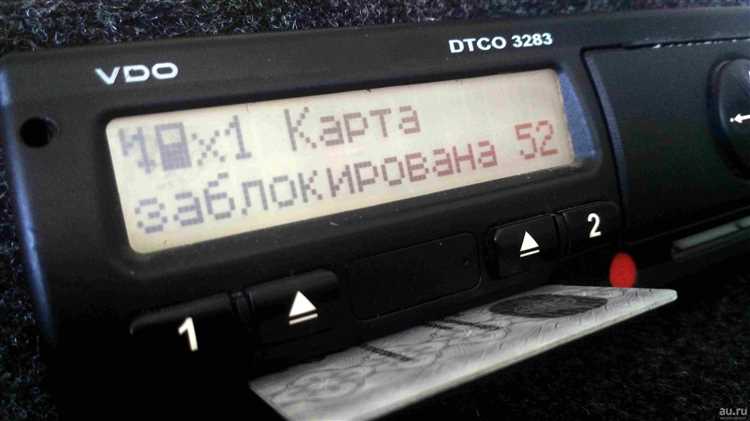 VDO
DTCO 3283
x1 Карта
заблокирована 52
1
2
au.ru